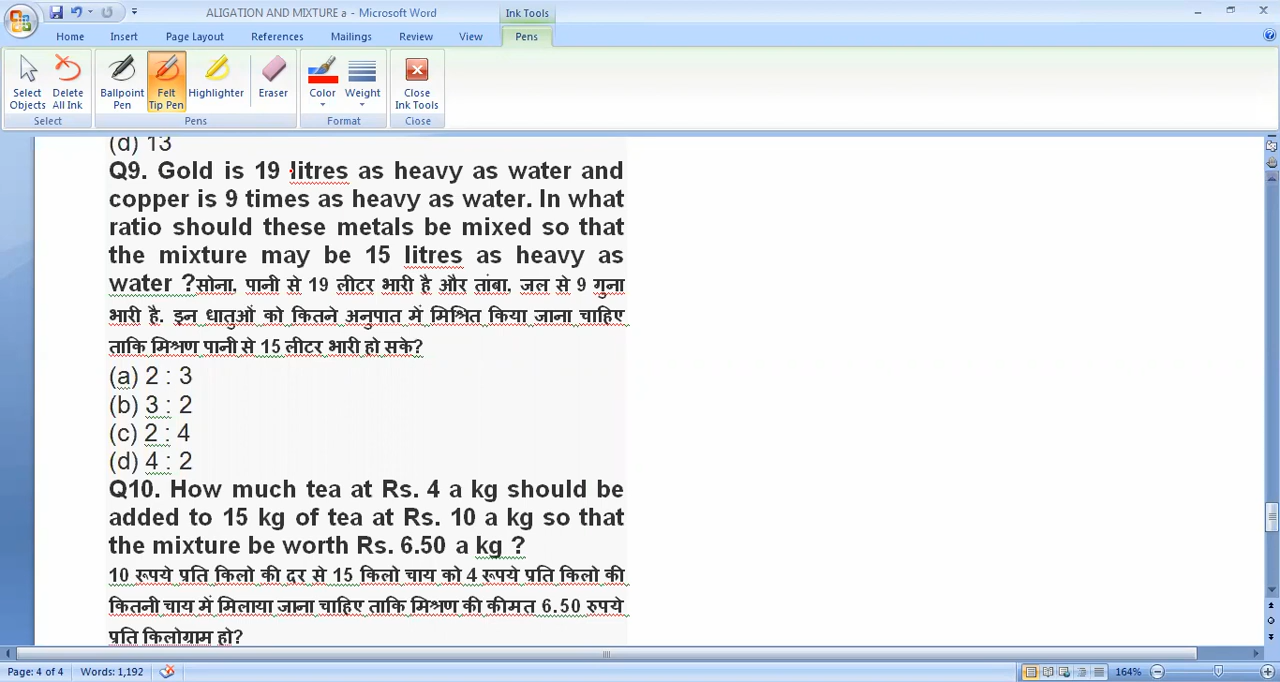 ALIGATION AND MIXTURE a - Microsoft Word
Ink Tools
Home Insert Page Layout References Mailings Review View Pens
Select Objects
Delete All Ink
Ballpoint Pen
Felt Tip Pen
Highlighter
Eraser
Color
Weight
Close Ink Tools
Select Pens Format Close
(d) 13
Q9. Gold is 19 litres as heavy as water and
copper is 9 times as heavy as water. In what
ratio should these metals be mixed so that
the mixture may be 15 litres as heavy as
water ?सोना, पानी से 19 लीटर भारी है और तांबा, जल से 9 गुना
भारी है. इन धातुओं को कितने अनुपात में मिश्रित किया जाना चाहिए
ताकि मिश्रण पानी से 15 लीटर भारी हो सके?
(a) 2 : 3
(b) 3 : 2
(c) 2 : 4
(d) 4 : 2
Q10. How much tea at Rs. 4 a kg should be
added to 15 kg of tea at Rs. 10 a kg so that
the mixture be worth Rs. 6.50 a kg ?
10 रूपये प्रति किलो की दर से 15 किलो चाय को 4 रूपये प्रति किलो की
कितनी चाय में मिलाया जाना चाहिए ताकि मिश्रण की कीमत 6.50 रुपये
प्रति किलोग्राम हो?
Page: 4 of 4 Words: 1,192 164%